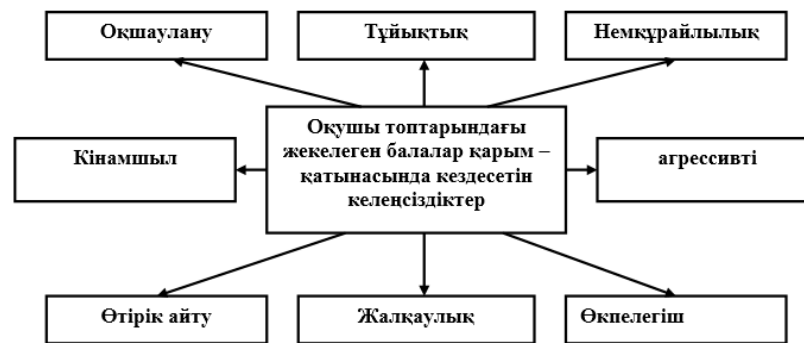 Оқшаулану
Тұйықтық
Немқұрайлылық
Оқушы топтарындағы
жекелеген балалар қарым –
қатынасында кездесетін
келеңсіздіктер
Кінамшыл
агрессивті
Өтірік айту
Жалқаулық
Өкпелегіш